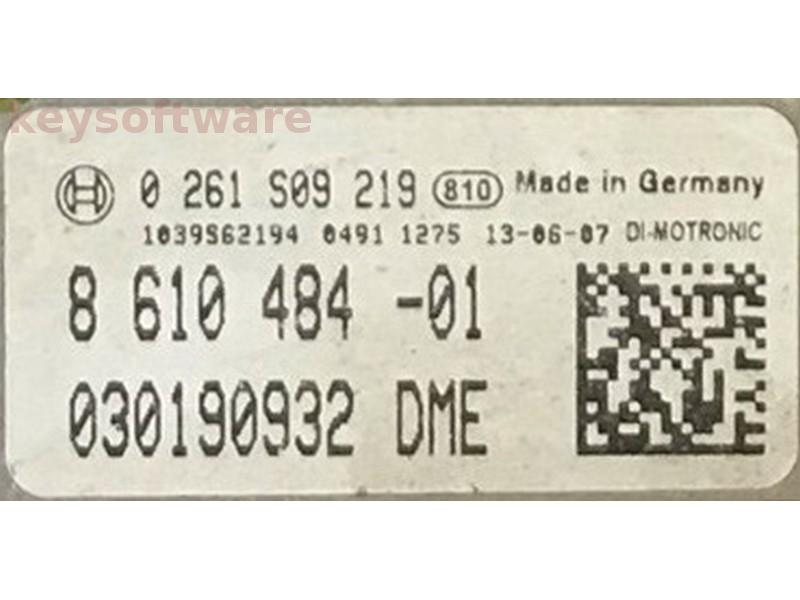 keysoftware
0 261 S09 219 810 Made in Germany
1039S62194 0491 1275 13-06-07 DI-MOTRONIC
8 610 484 -01
030190932 DME